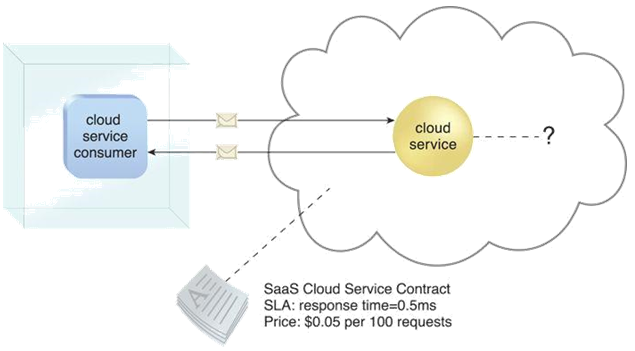 cloud
service
consumer
cloud
service
?
A
SaaS Cloud Service Contract
SLA: response time=0.5ms
Price: $0.05 per 100 requests